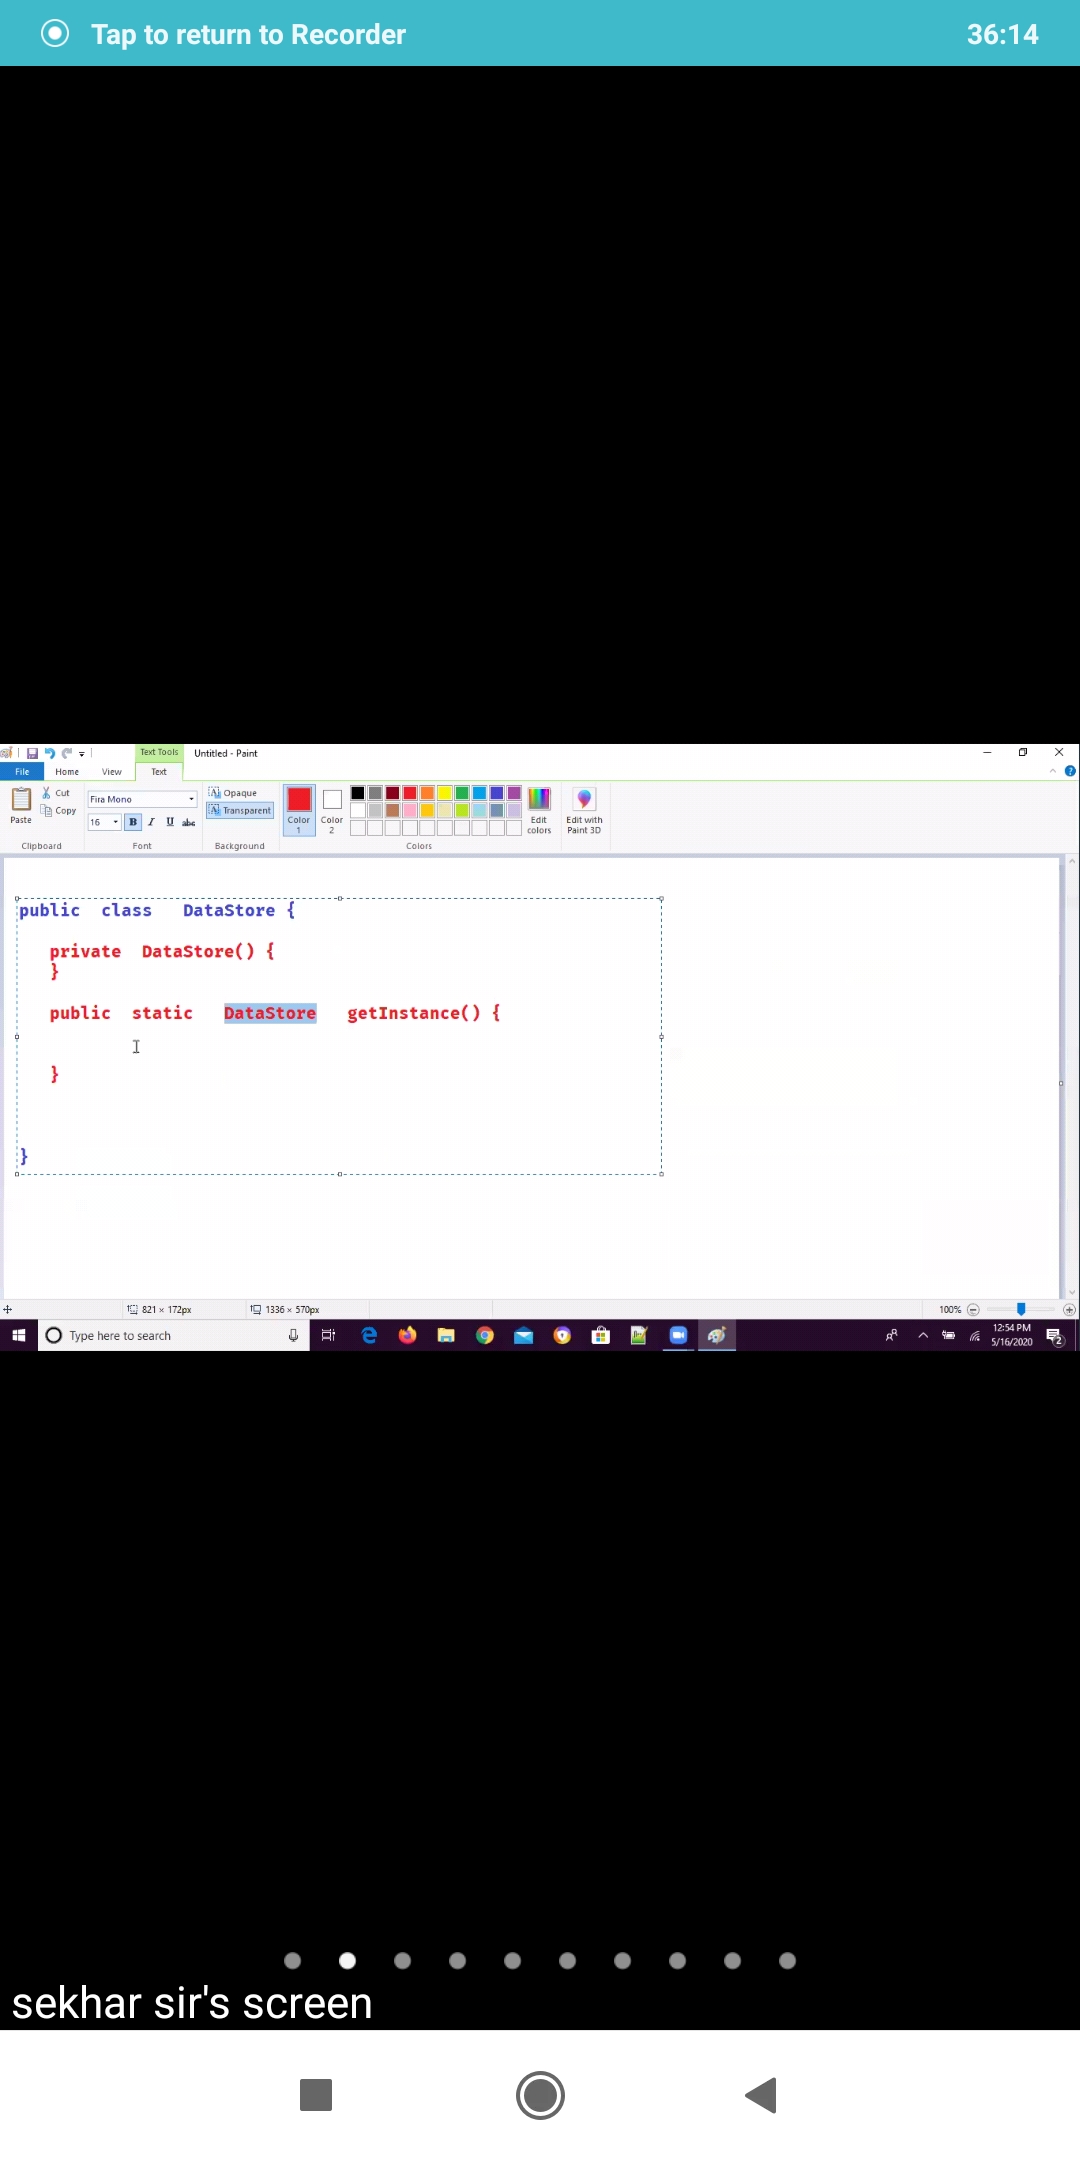 Tap to return to Recorder 36:14
Text Tools Untitled - Paint
File Home View Text
Cut
Copy
Paste
Clipboard
Fira Mono
16 B I U abc
Font
Opaque
Transparent
Background
Color 1
Color 2
Edit colors
Colors
Edit with Paint 3D
public class DataStore {
private DataStore() {
}
public static DataStore getInstance() {
}
}
821 × 172px 1336 × 570px 100%
Type here to search
12:54 PM
5/16/2020
2
sekhar sir's screen